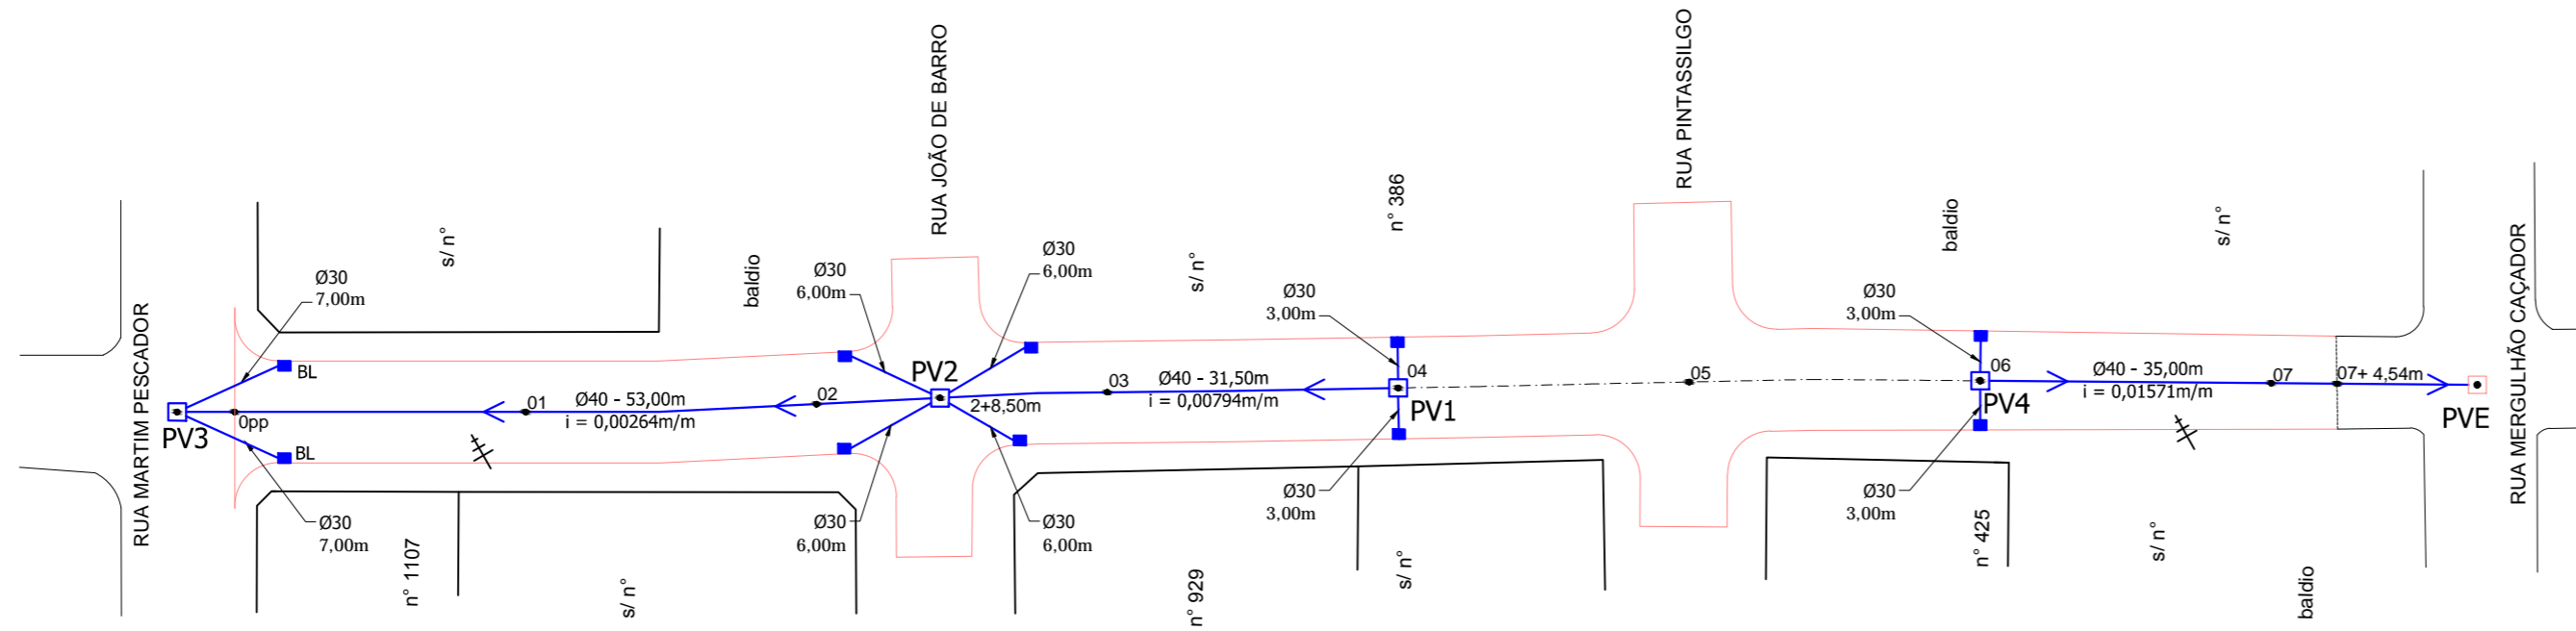 RUA MARTIM PESCADOR
s/ n°
baldio
RUA JOÃO DE BARRO
s/ n°
n° 386
RUA PINTASSILGO
baldio
s/ n°
RUA MERGULHÃO CAÇADOR
Ø30
7,00m
Ø30
6,00m
Ø30
6,00m
Ø30
3,00m
Ø30
3,00m
BL
PV3
0pp
01
Ø40 - 53,00m
i = 0,00264m/m
02
PV2
2+8,50m
03
Ø40 - 31,50m
i = 0,00794m/m
04
PV1
05
06
PV4
Ø40 - 35,00m
i = 0,01571m/m
07
07+ 4,54m
PVE
BL
Ø30
7,00m
Ø30
6,00m
Ø30
6,00m
Ø30
3,00m
Ø30
3,00m
n° 1107
s/ n°
n° 929
s/ n°
n° 425
s/ n°
baldio